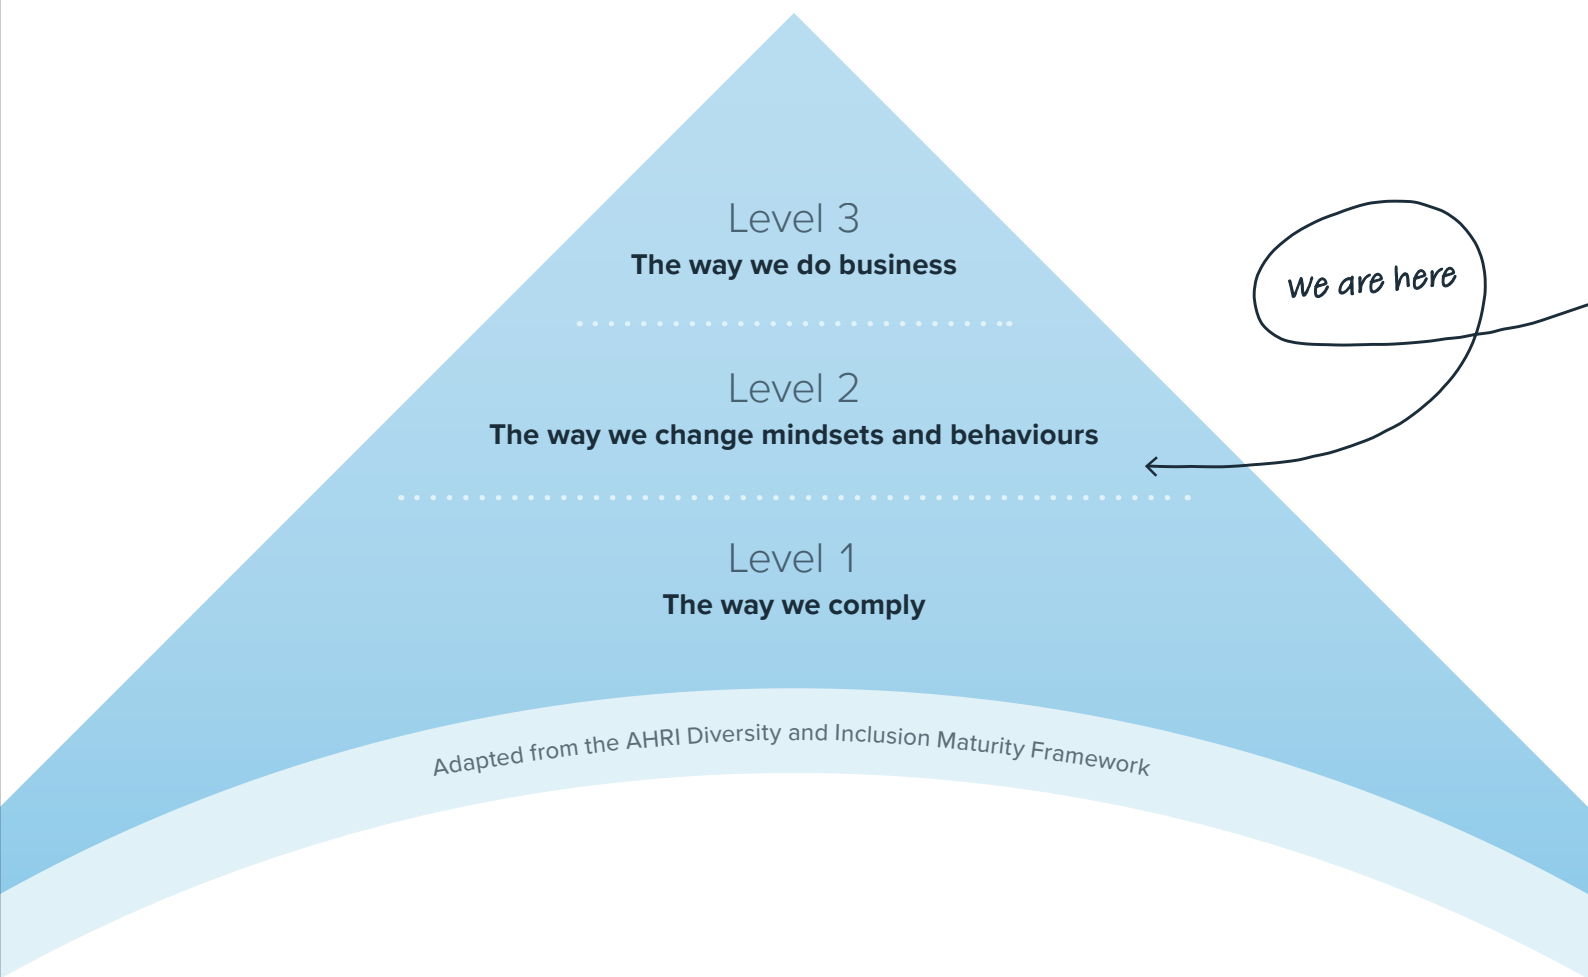 Level 3
The way we do business
we are here
Level 2
The way we change mindsets and behaviours
Level 1
The way we comply
Adapted from the AHRI Diversity and Inclusion Maturity Framework